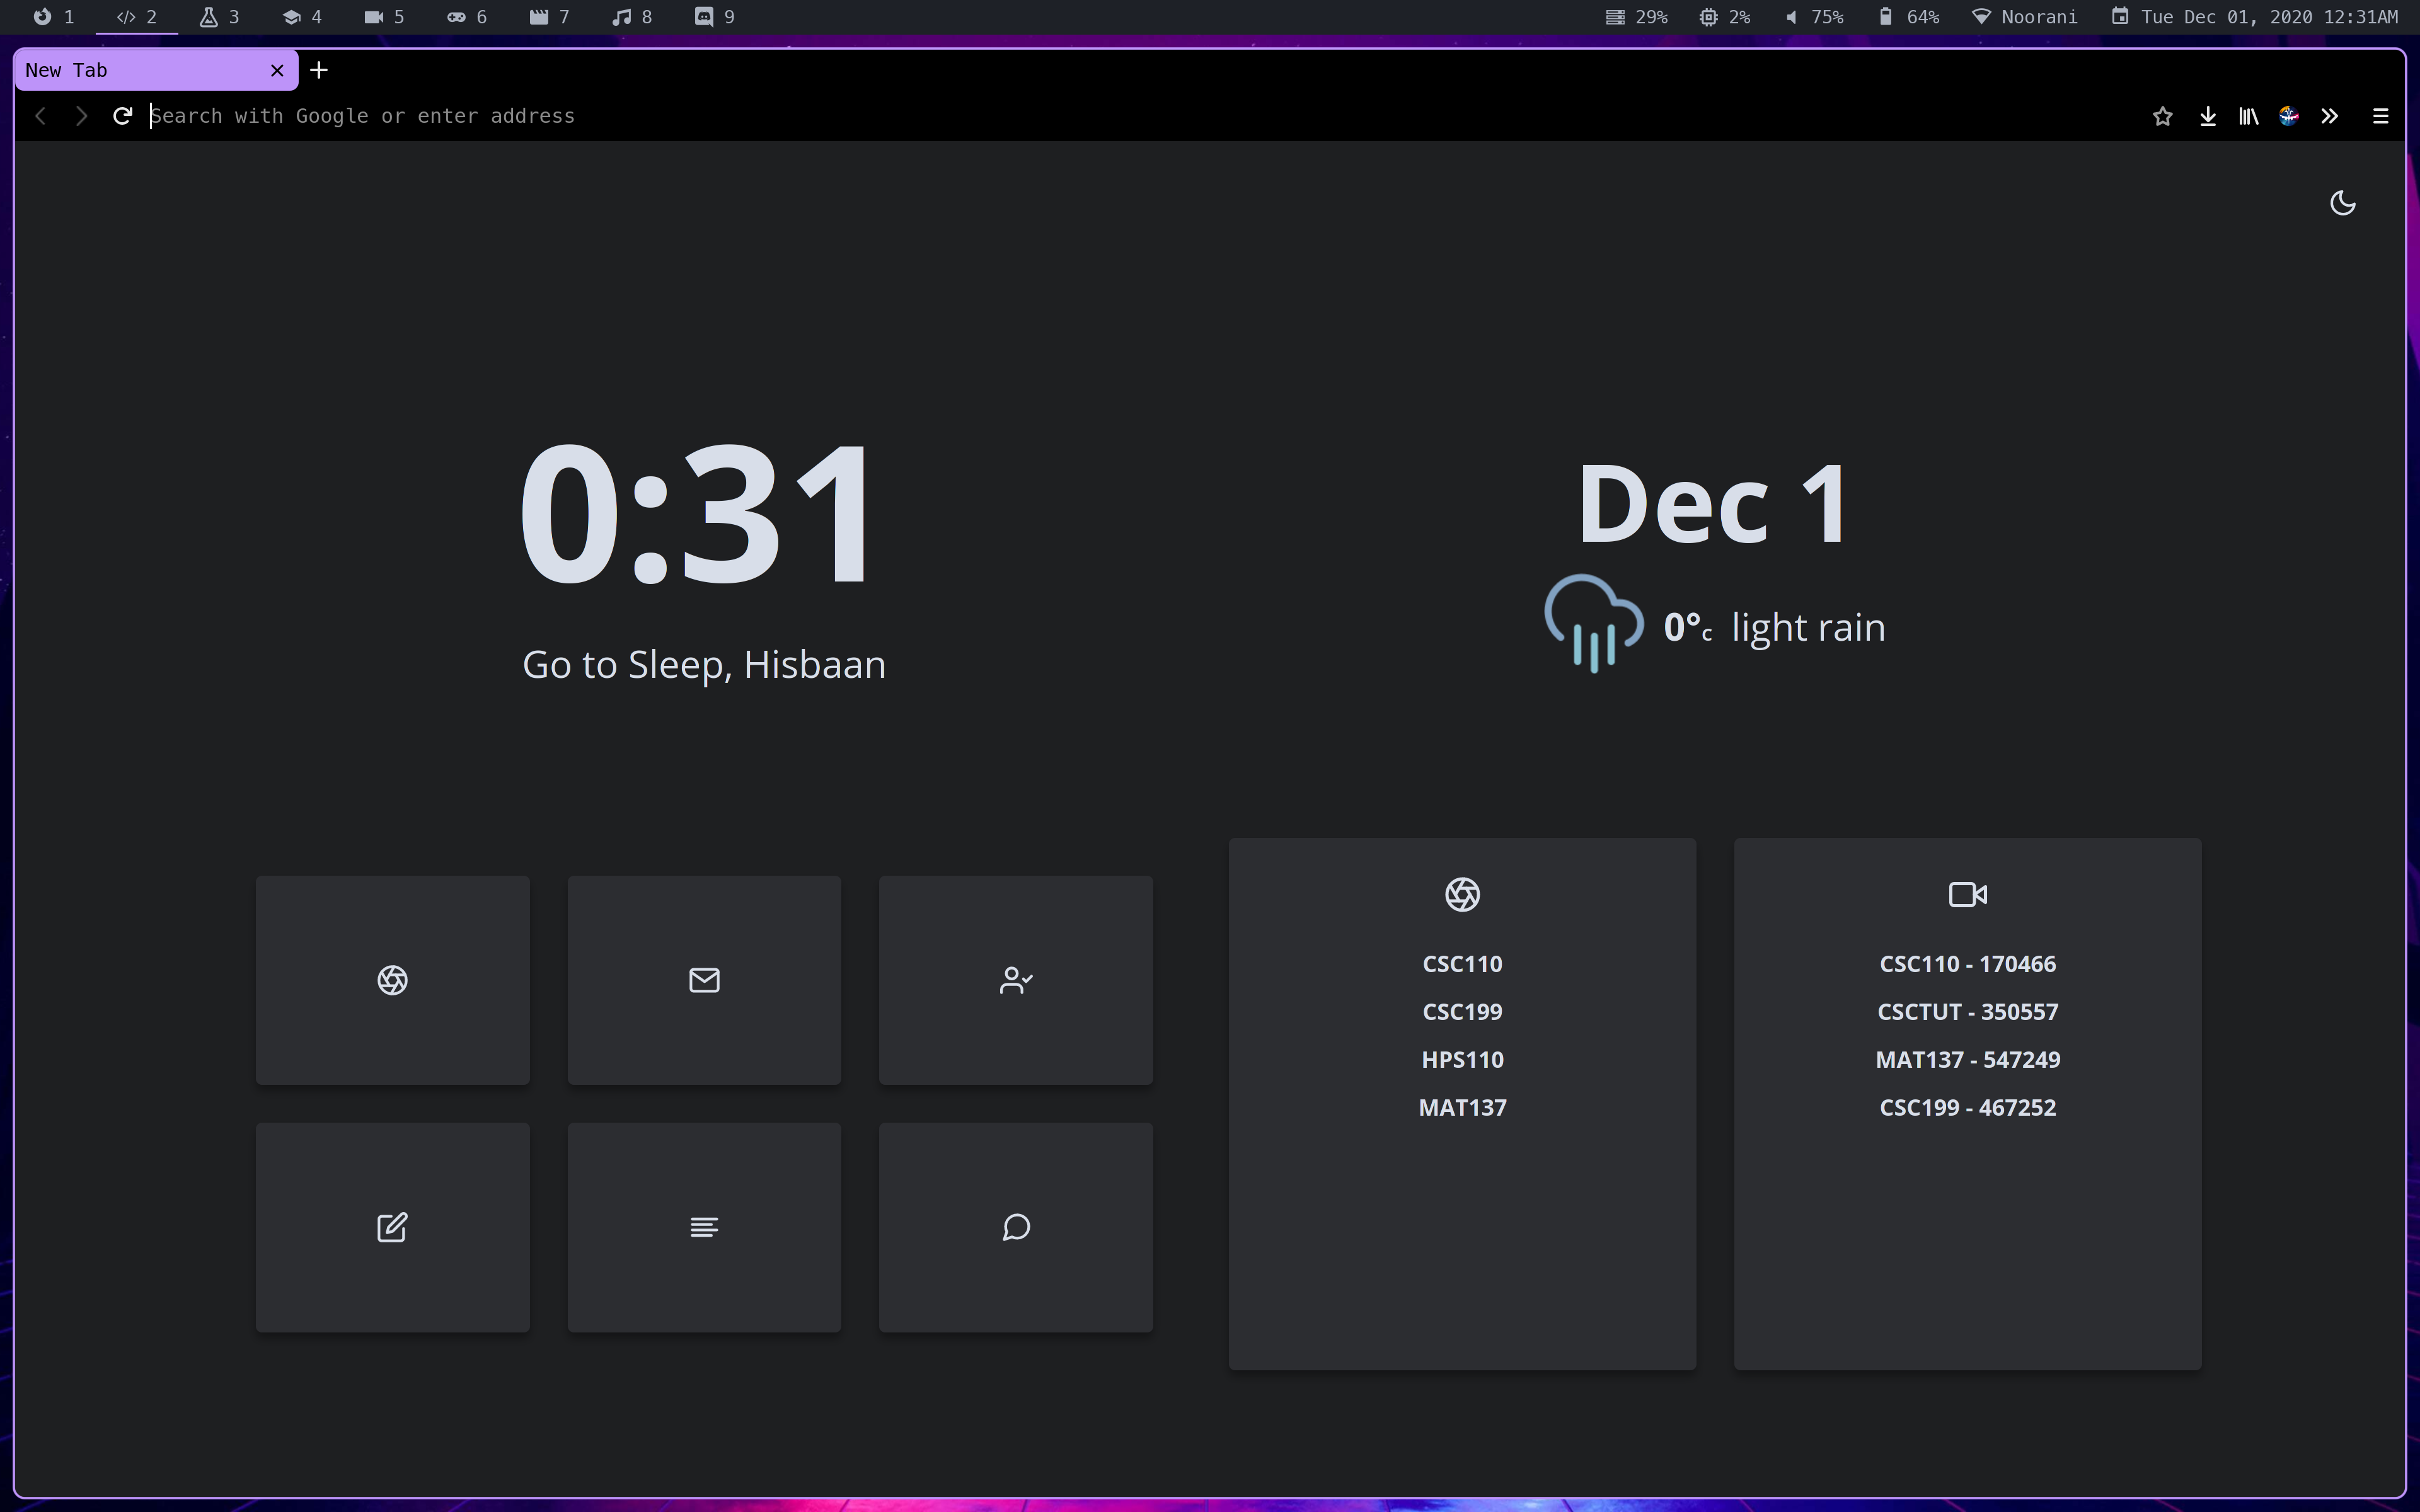 1 2 3 4 5 6 7 8 9 29% 2% 75% 64% Noorani Tue Dec 01, 2020 12:31AM
New Tab
Search with Google or enter address
0:31
Go to Sleep, Hisbaan
Dec 1
0°c light rain
CSC110
CSC199
HPS110
MAT137
CSC110 - 170466
CSCTUT - 350557
MAT137 - 547249
CSC199 - 467252